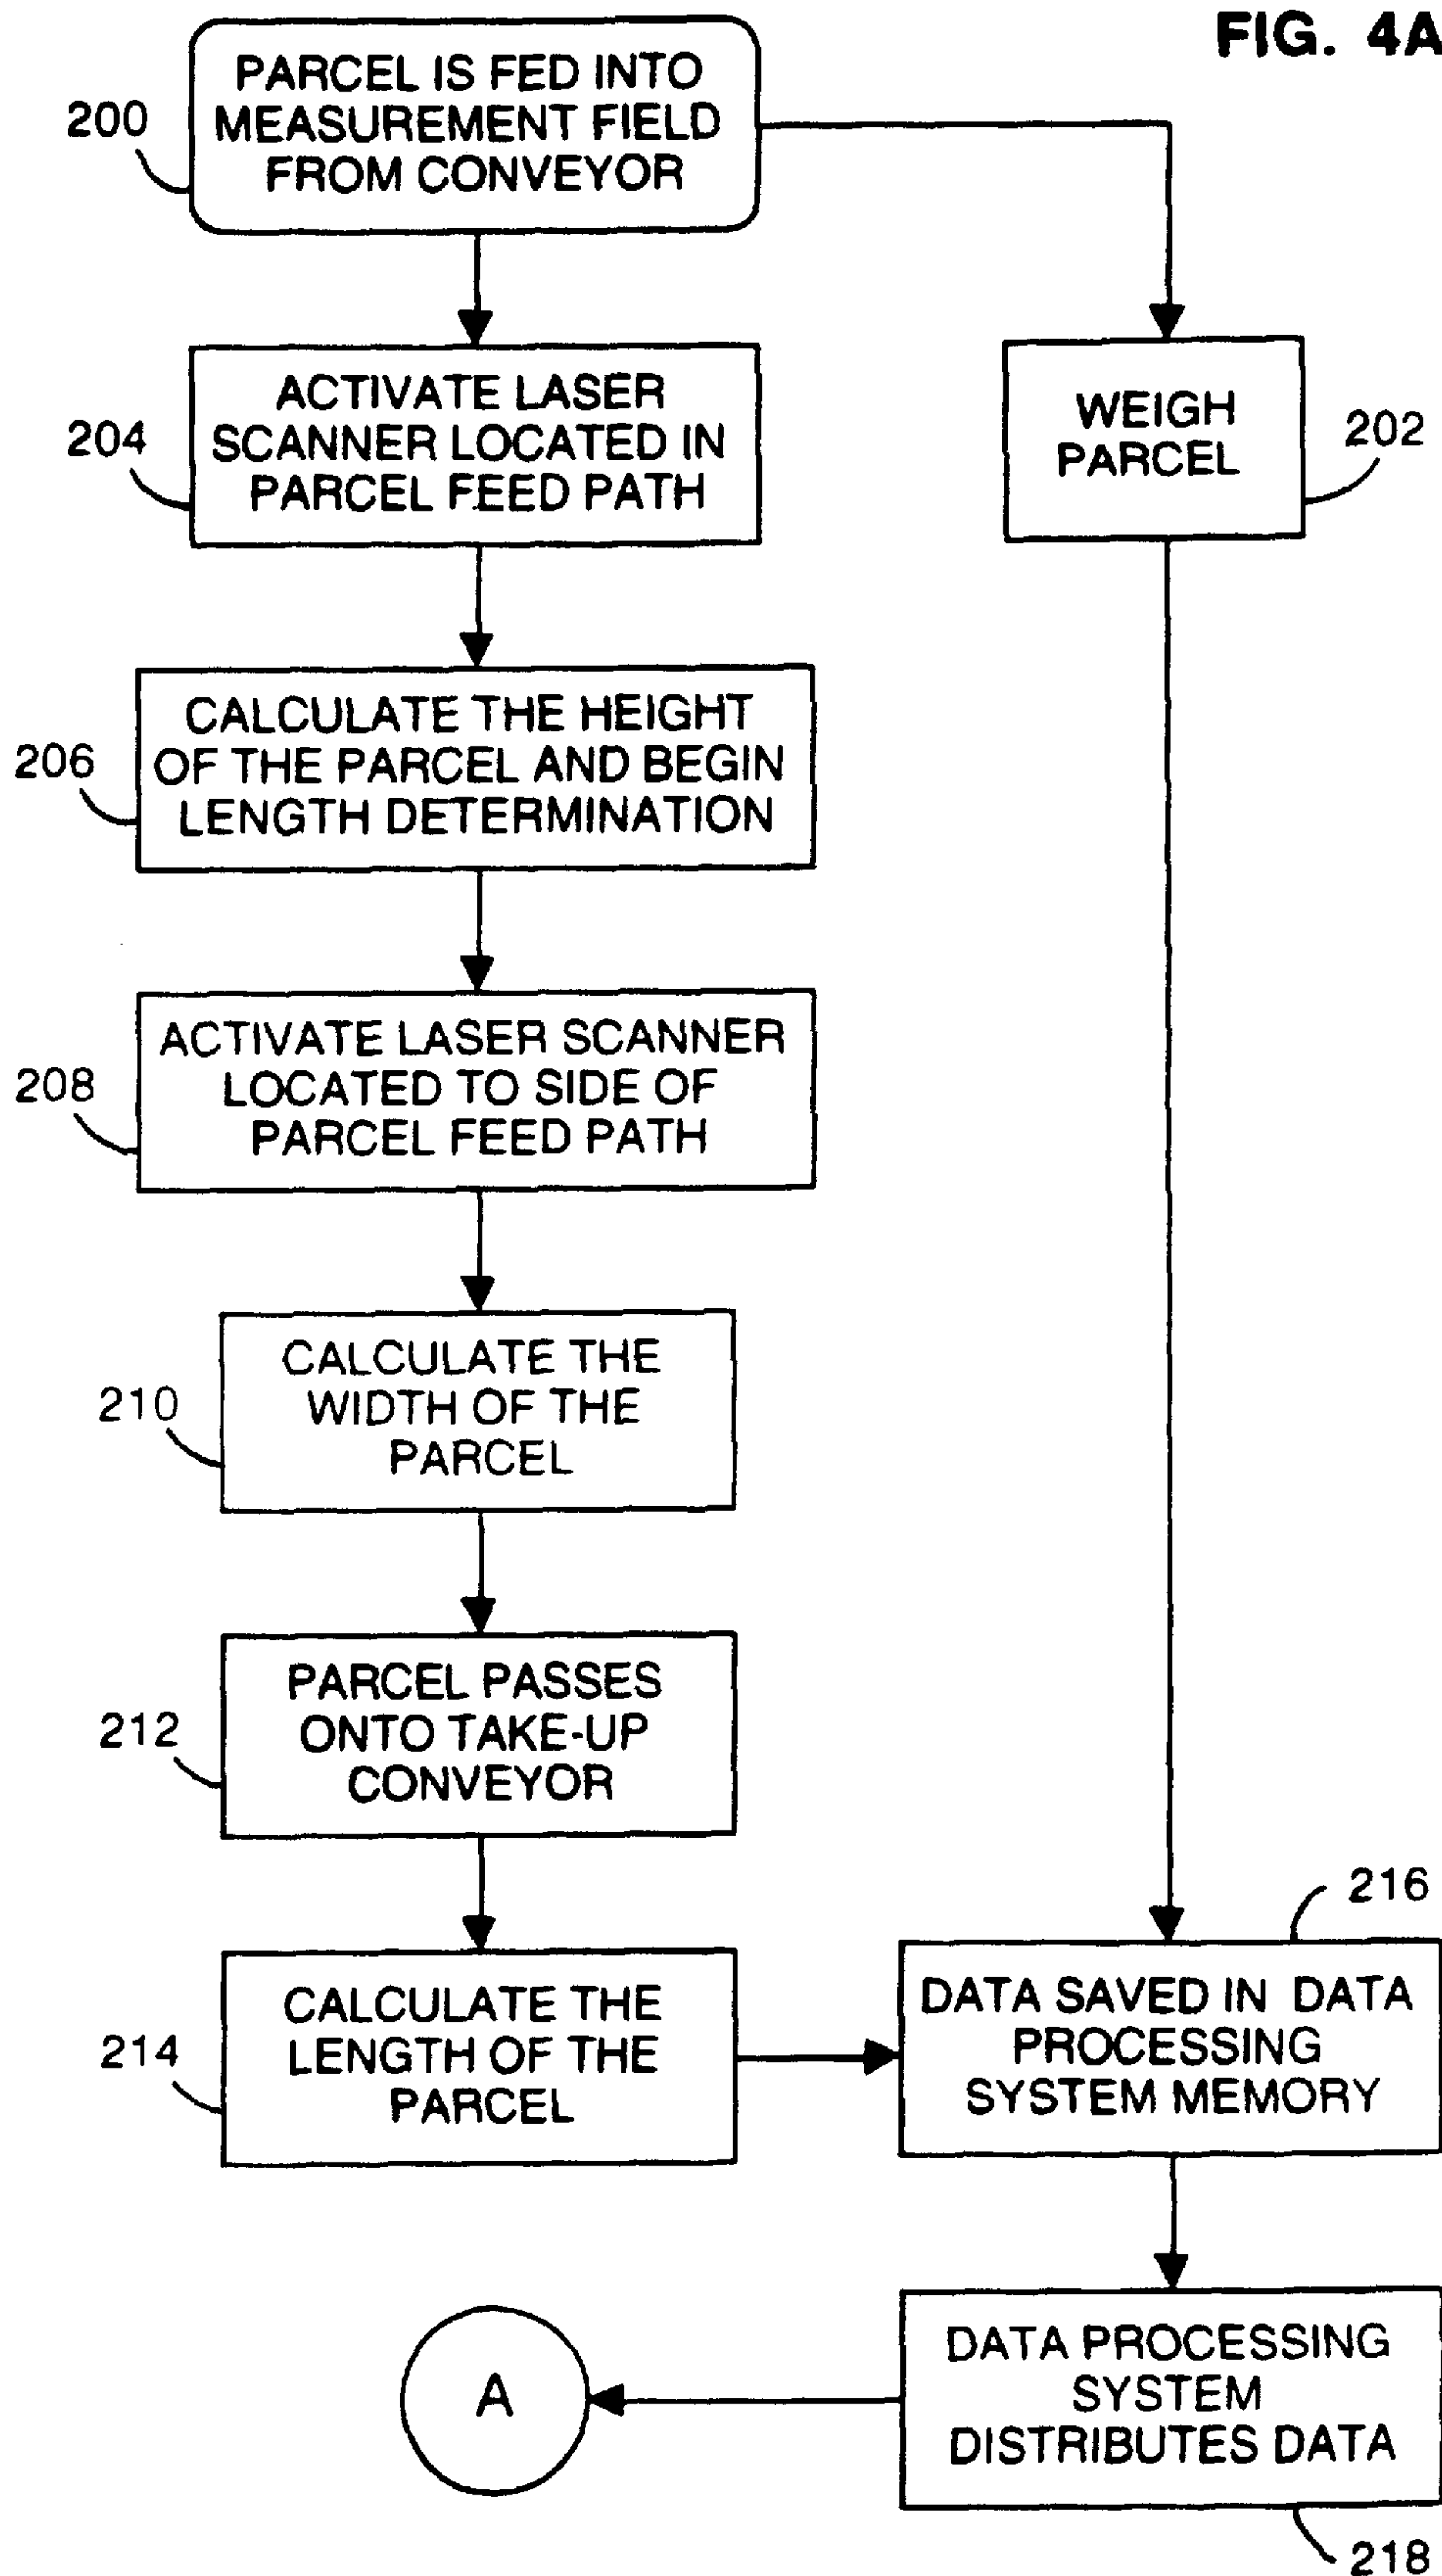 FIG. 4A
PARCEL IS FED INTO
MEASUREMENT FIELD
FROM CONVEYOR
200
ACTIVATE LASER
SCANNER LOCATED IN
PARCEL FEED PATH
204
WEIGH
PARCEL
202
CALCULATE THE HEIGHT
OF THE PARCEL AND BEGIN
LENGTH DETERMINATION
206
ACTIVATE LASER SCANNER
LOCATED TO SIDE OF
PARCEL FEED PATH
208
CALCULATE THE
WIDTH OF THE
PARCEL
210
PARCEL PASSES
ONTO TAKE-UP
CONVEYOR
212
CALCULATE THE
LENGTH OF THE
PARCEL
214
216
DATA SAVED IN DATA
PROCESSING
SYSTEM MEMORY
DATA PROCESSING
SYSTEM
DISTRIBUTES DATA
218
A